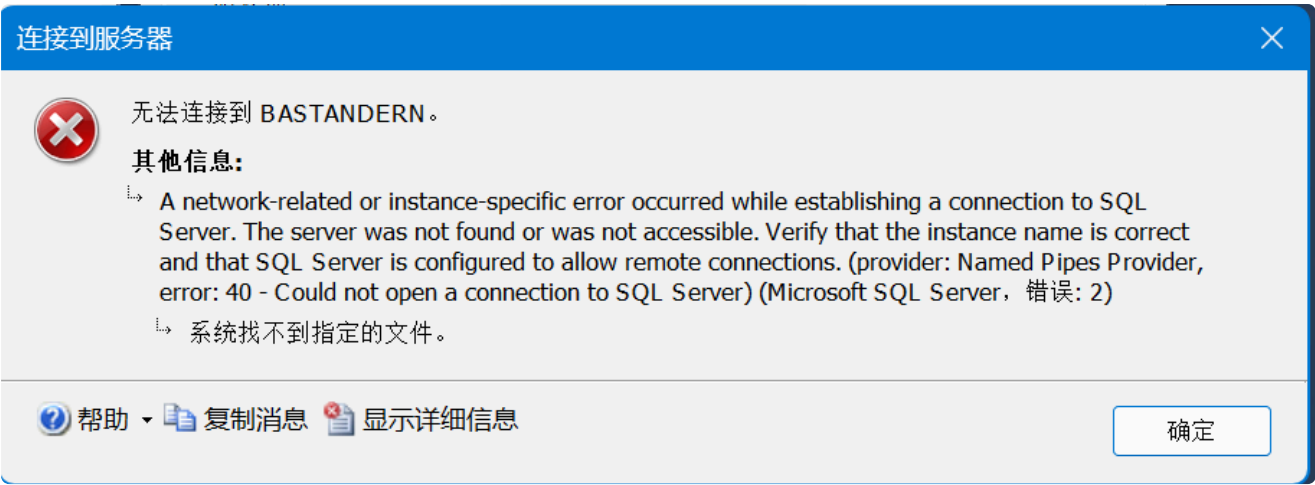 连接到服务器
无法连接到 BASTANDERN。
其他信息:
A network-related or instance-specific error occurred while establishing a connection to SQL
Server. The server was not found or was not accessible. Verify that the instance name is correct
and that SQL Server is configured to allow remote connections. (provider: Named Pipes Provider,
error: 40 - Could not open a connection to SQL Server) (Microsoft SQL Server，错误: 2)
系统找不到指定的文件。
帮助 复制消息 显示详细信息
确定